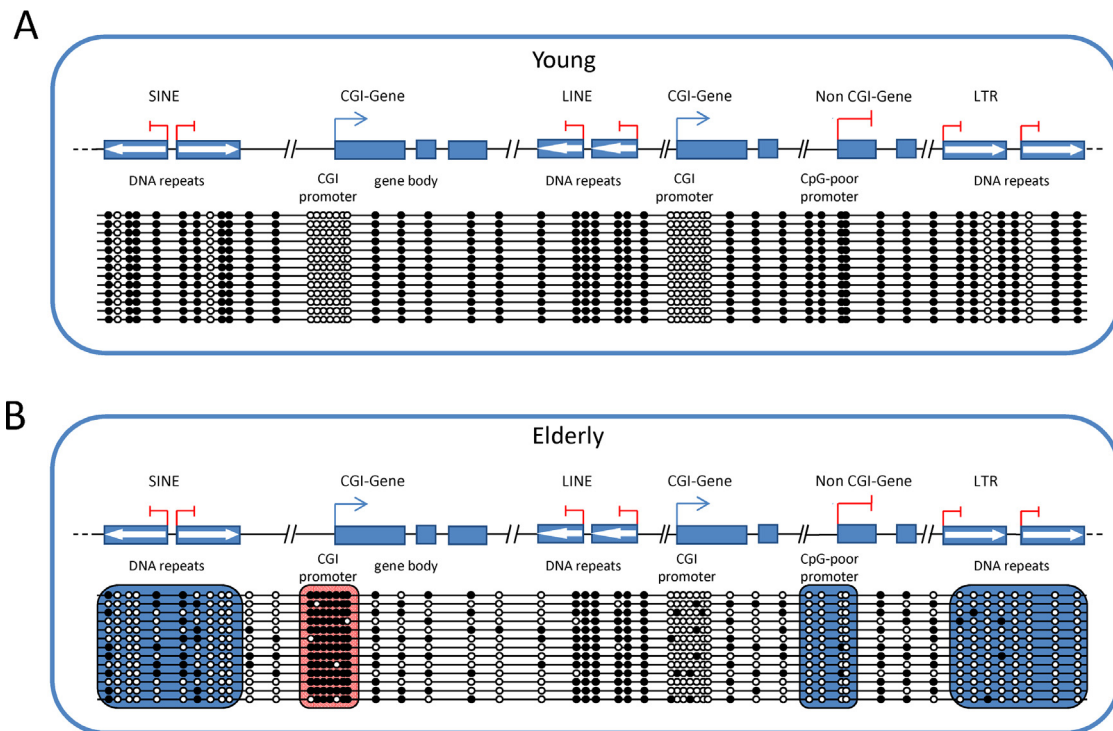 A
Young
SINE
CGI-Gene
LINE
CGI-Gene
Non CGI-Gene
LTR
DNA repeats
CGI
promoter
gene body
DNA repeats
CGI
promoter
CpG-poor
promoter
DNA repeats
B
Elderly
SINE
CGI-Gene
LINE
CGI-Gene
Non CGI-Gene
LTR
DNA repeats
CGI
promoter
gene body
DNA repeats
CGI
promoter
CpG-poor
promoter
DNA repeats